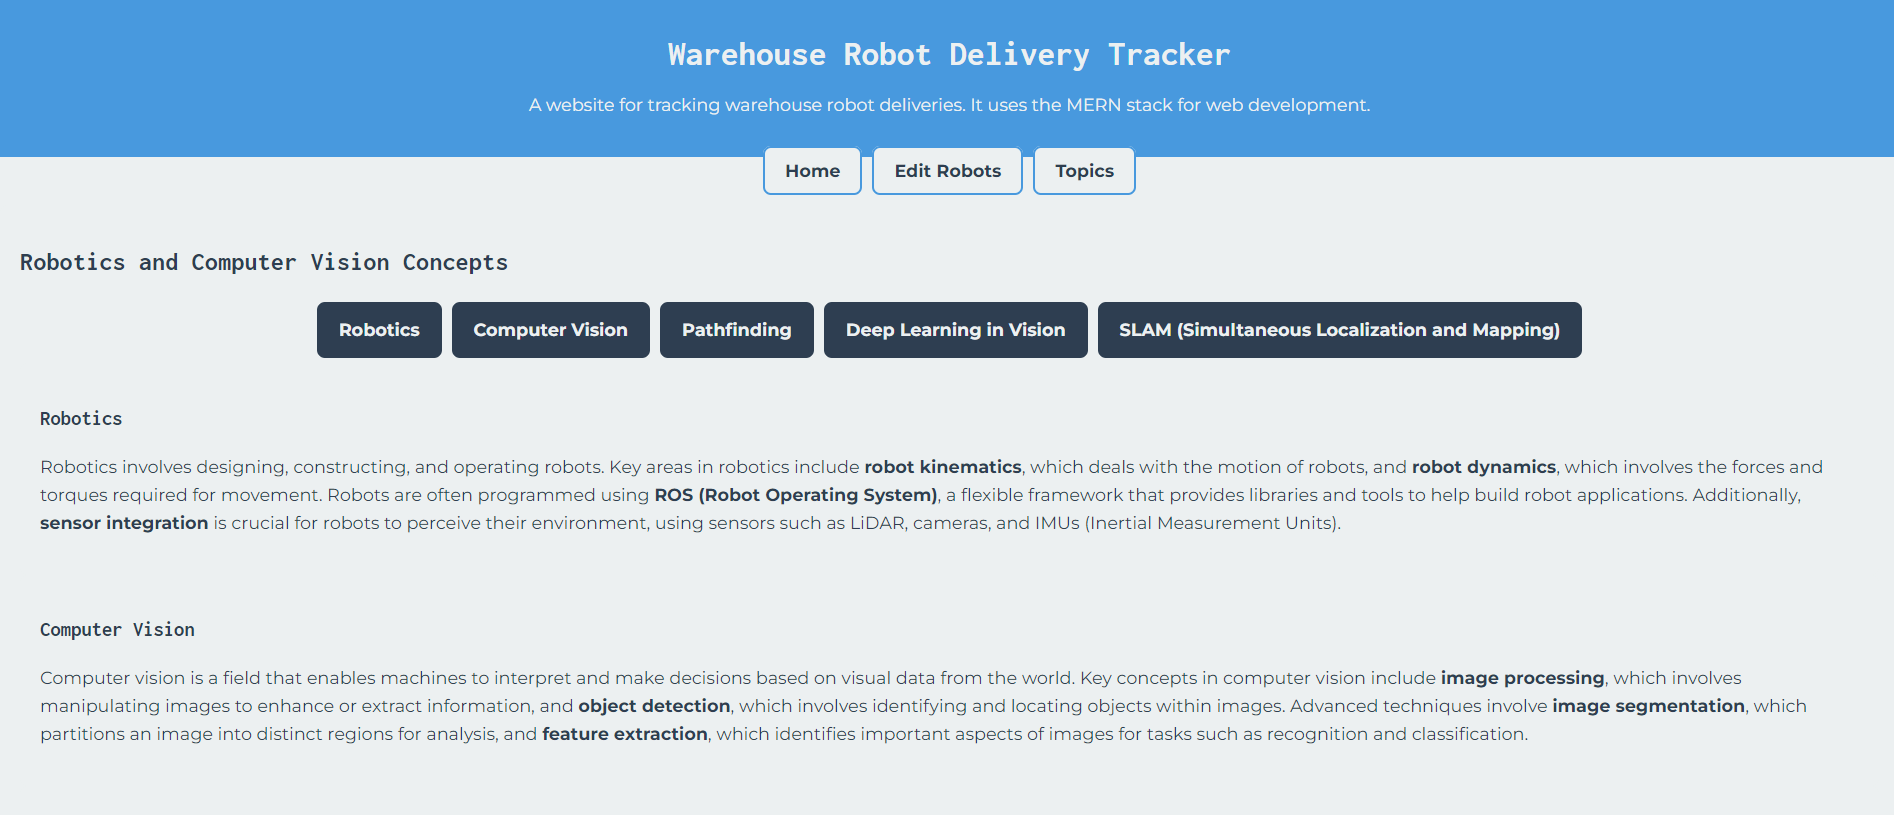 Warehouse Robot Delivery Tracker
A website for tracking warehouse robot deliveries. It uses the MERN stack for web development.
Home
Edit Robots
Topics
Robotics and Computer Vision Concepts
Robotics
Computer Vision
Pathfinding
Deep Learning in Vision
SLAM (Simultaneous Localization and Mapping)
Robotics
Robotics involves designing, constructing, and operating robots. Key areas in robotics include robot kinematics, which deals with the motion of robots, and robot dynamics, which involves the forces and
torques required for movement. Robots are often programmed using ROS (Robot Operating System), a flexible framework that provides libraries and tools to help build robot applications. Additionally,
sensor integration is crucial for robots to perceive their environment, using sensors such as LiDAR, cameras, and IMUs (Inertial Measurement Units).
Computer Vision
Computer vision is a field that enables machines to interpret and make decisions based on visual data from the world. Key concepts in computer vision include image processing, which involves
manipulating images to enhance or extract information, and object detection, which involves identifying and locating objects within images. Advanced techniques involve image segmentation, which
partitions an image into distinct regions for analysis, and feature extraction, which identifies important aspects of images for tasks such as recognition and classification.